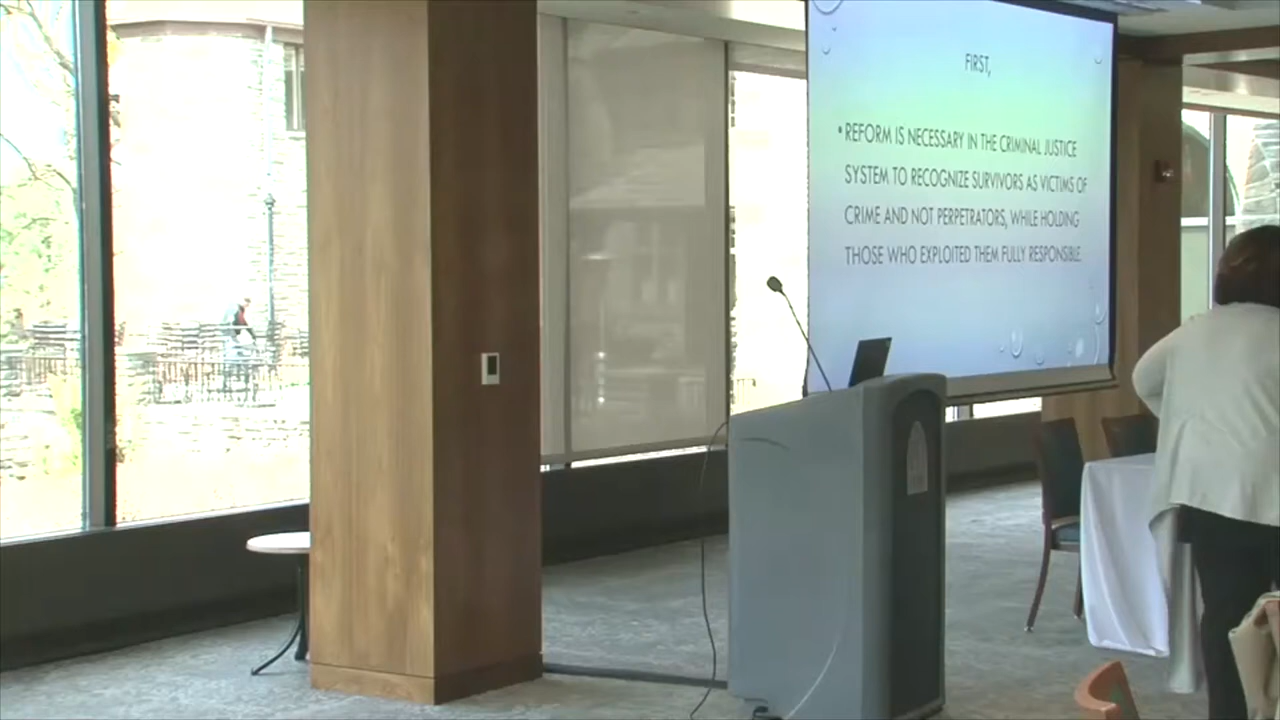 FIRST,
• REFORM IS NECESSARY IN THE CRIMINAL JUSTICE
SYSTEM TO RECOGNIZE SURVIVORS AS VICTIMS OF
CRIME AND NOT PERPETRATORS, WHILE HOLDING
THOSE WHO EXPLOITED THEM FULLY RESPONSIBLE.